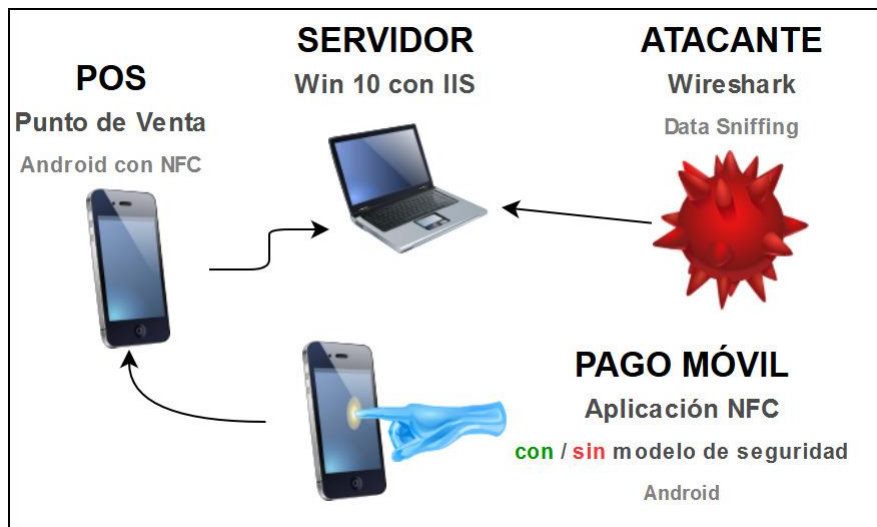 POS
Punto de Venta
Android con NFC
SERVIDOR
Win 10 con IIS
ATACANTE
Wireshark
Data Sniffing
PAGO MÓVIL
Aplicación NFC
con / sin modelo de seguridad
Android